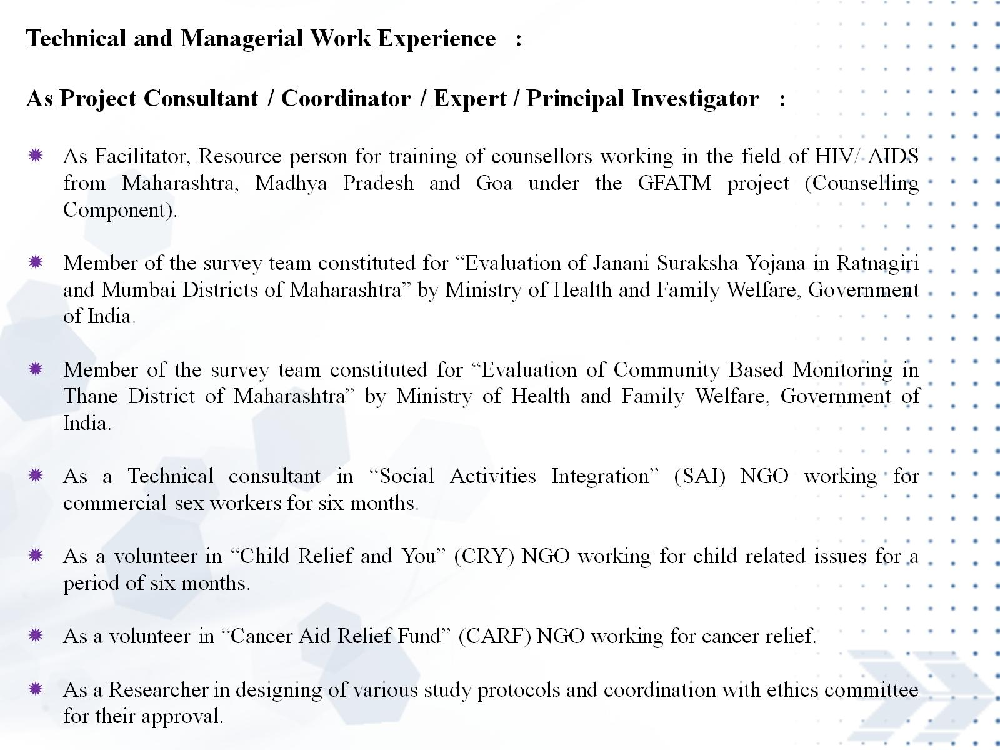 Technical and Managerial Work Experience :
As Project Consultant / Coordinator / Expert / Principal Investigator :
As Facilitator, Resource person for training of counsellors working in the field of HIV/ AIDS
from Maharashtra, Madhya Pradesh and Goa under the GFATM project (Counselling
Component).
Member of the survey team constituted for “Evaluation of Janani Suraksha Yojana in Ratnagiri
and Mumbai Districts of Maharashtra” by Ministry of Health and Family Welfare, Government
of India.
Member of the survey team constituted for “Evaluation of Community Based Monitoring in
Thane District of Maharashtra” by Ministry of Health and Family Welfare, Government of
India.
As a Technical consultant in “Social Activities Integration” (SAI) NGO working for
commercial sex workers for six months.
As a volunteer in “Child Relief and You” (CRY) NGO working for child related issues for a
period of six months.
As a volunteer in “Cancer Aid Relief Fund” (CARF) NGO working for cancer relief.
As a Researcher in designing of various study protocols and coordination with ethics committee
for their approval.